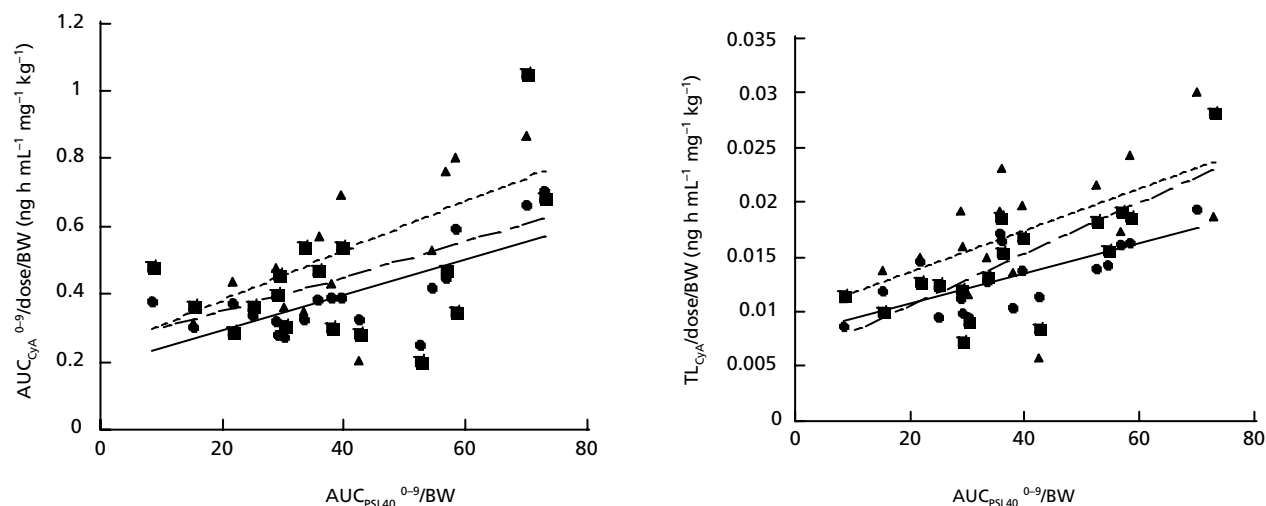 1.2
1
0.8
0.6
0.4
0.2
0
0 20 40 60 80
AUC_CyA ^0–9/dose/BW (ng h mL⁻¹ mg⁻¹ kg⁻¹)
AUC_PSL40 ^0–9/BW
0.035
0.03
0.025
0.02
0.015
0.01
0.005
0
0 20 40 60 80
TL_CyA/dose/BW (ng h mL⁻¹ mg⁻¹ kg⁻¹)
AUC_PSL40 ^0–9/BW